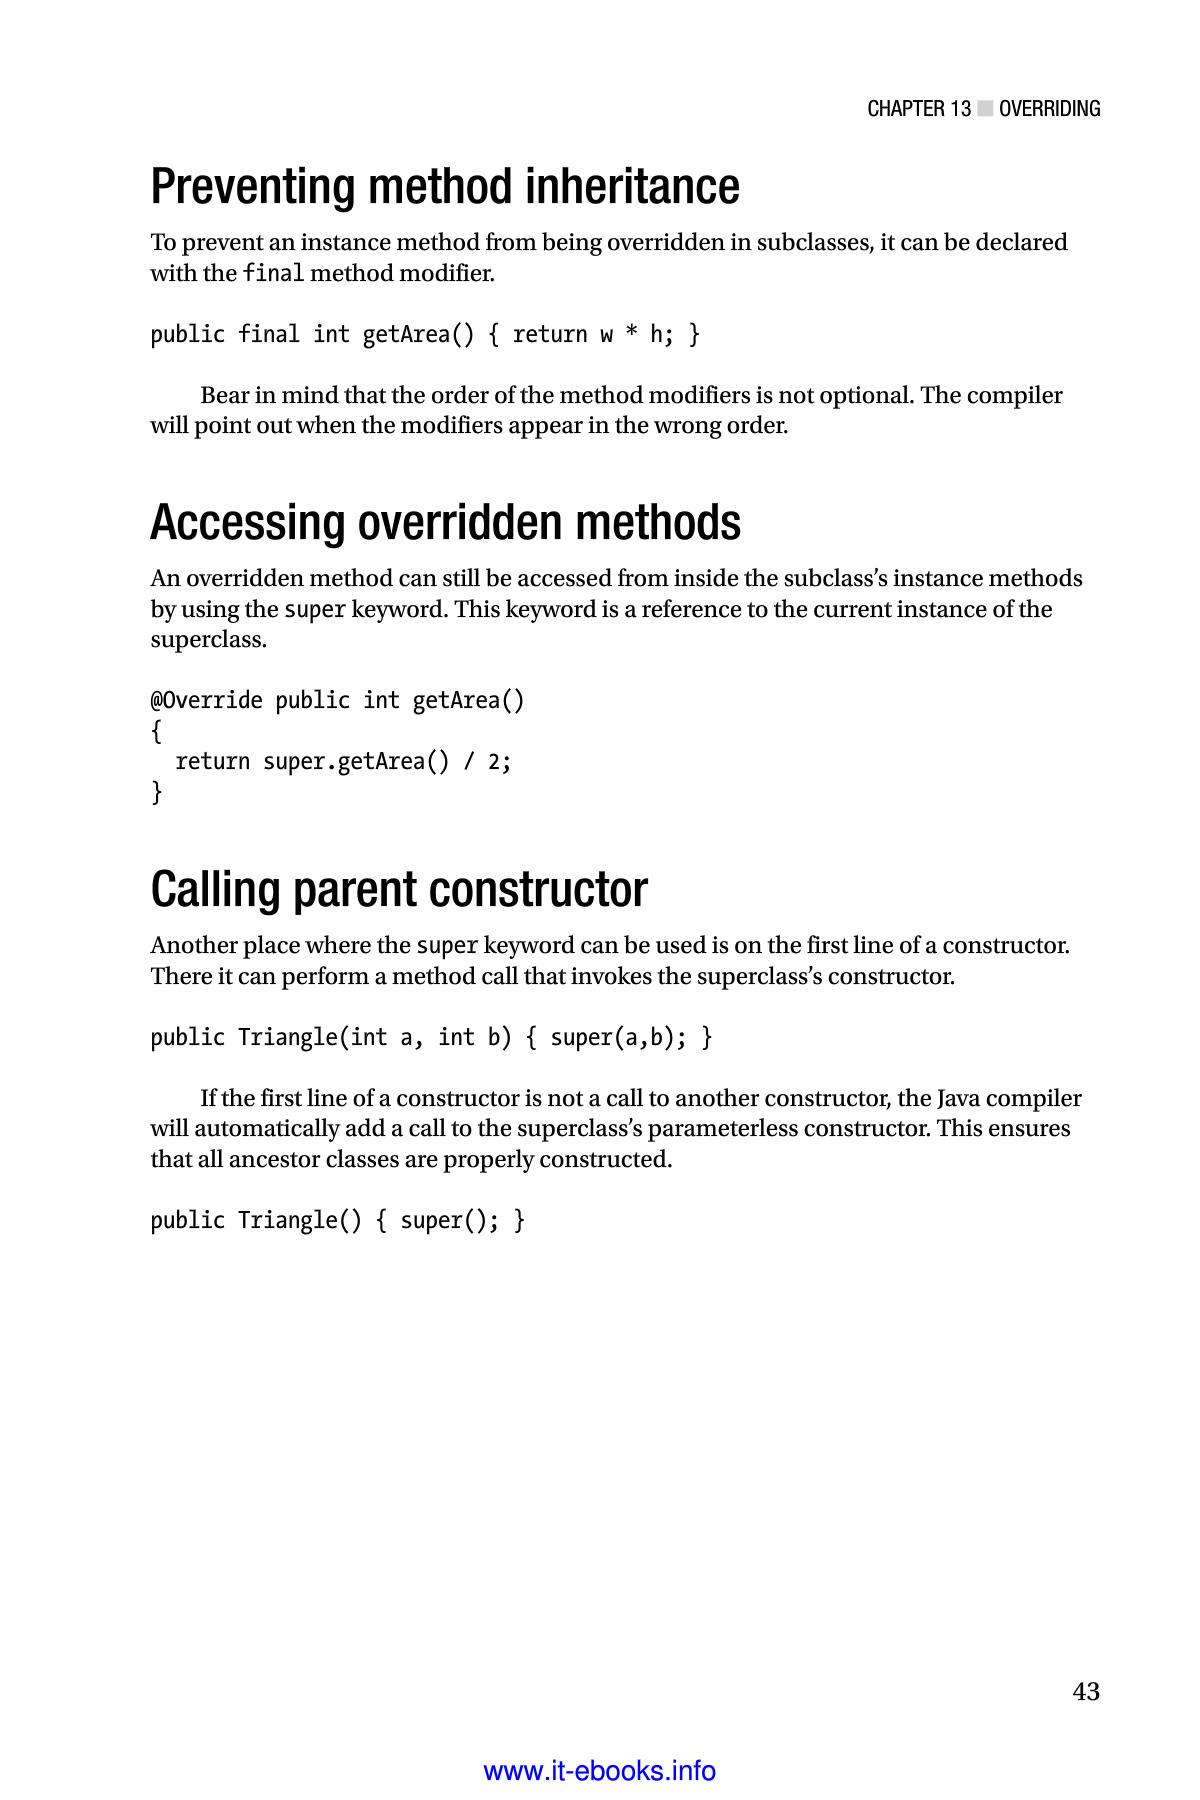 CHAPTER 13 ■ OVERRIDING
Preventing method inheritance
To prevent an instance method from being overridden in subclasses, it can be declared
with the final method modifier.
public final int getArea() { return w * h; }
Bear in mind that the order of the method modifiers is not optional. The compiler
will point out when the modifiers appear in the wrong order.
Accessing overridden methods
An overridden method can still be accessed from inside the subclass’s instance methods
by using the super keyword. This keyword is a reference to the current instance of the
superclass.
@Override public int getArea()
{
  return super.getArea() / 2;
}
Calling parent constructor
Another place where the super keyword can be used is on the first line of a constructor.
There it can perform a method call that invokes the superclass’s constructor.
public Triangle(int a, int b) { super(a,b); }
If the first line of a constructor is not a call to another constructor, the Java compiler
will automatically add a call to the superclass’s parameterless constructor. This ensures
that all ancestor classes are properly constructed.
public Triangle() { super(); }
43
www.it-ebooks.info